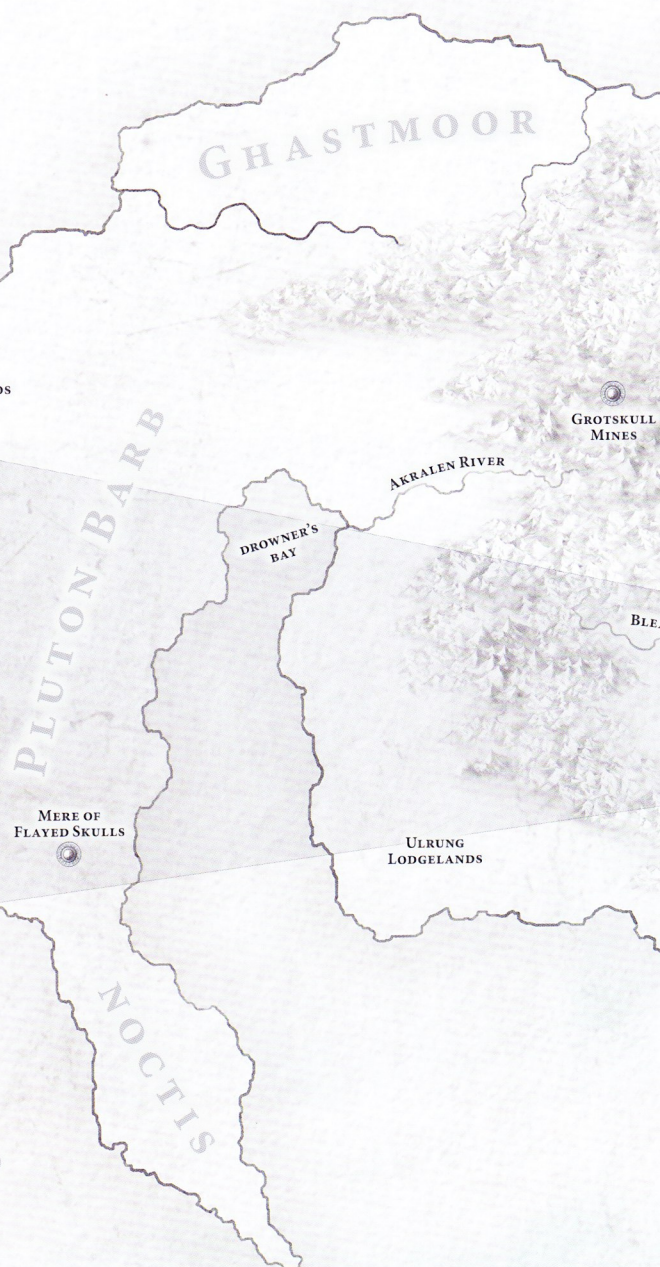 GHASTMOOR
GROTSKULL
MINES
AKRALEN RIVER
PLUTON BARB
DROWNER'S
BAY
MERE OF
FLAYED SKULLS
ULRUNG
LODGELANDS
NOCTIS